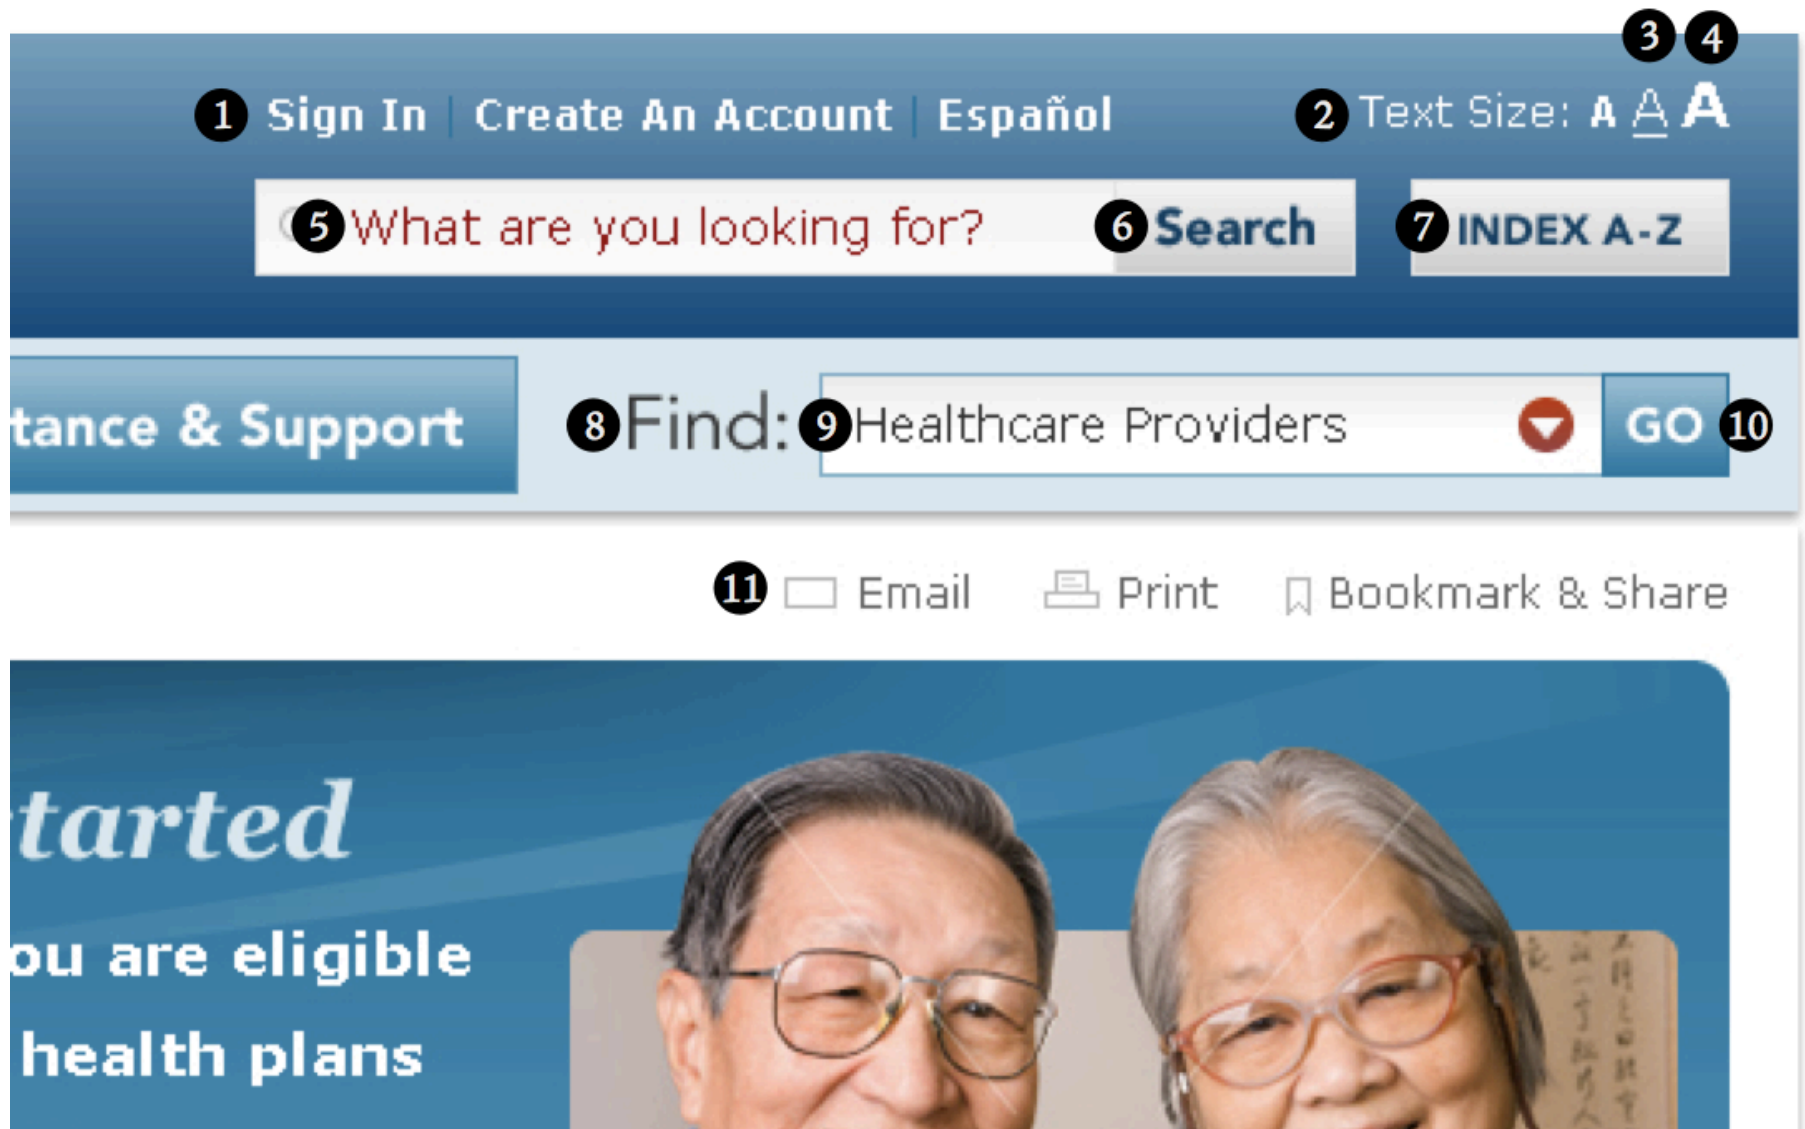 3 4
1 Sign In | Create An Account | Español 2 Text Size: A A A
5 What are you looking for? 6 Search 7 INDEX A-Z
tance & Support 8 Find: 9 Healthcare Providers GO 10
11 Email Print Bookmark & Share
tarted
ou are eligible
health plans